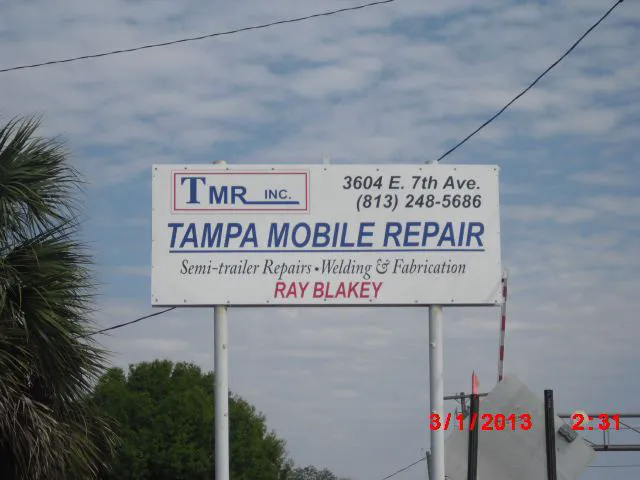 TMR INC.
3604 E. 7th Ave.
(813) 248-5686
TAMPA MOBILE REPAIR
Semi-trailer Repairs • Welding & Fabrication
RAY BLAKEY
3/1/2013 2:31